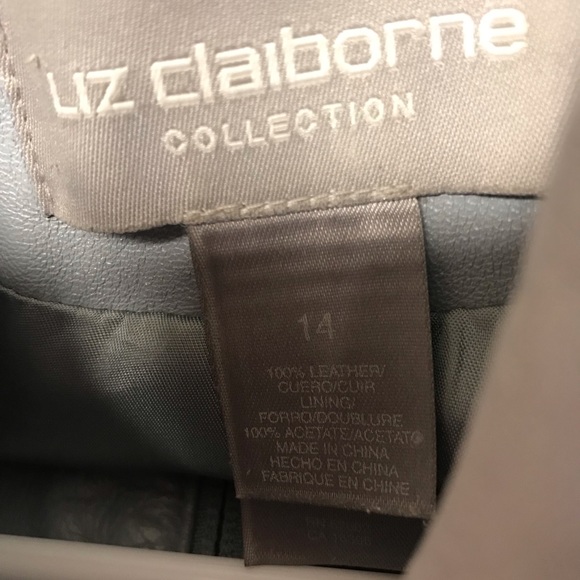 Liz claiborne
COLLECTION
14
100% LEATHER/
CUERO/CUIR
LINING/
FORRO/DOUBLURE
100% ACETATE/ACETATO
MADE IN CHINA
HECHO EN CHINA
FABRIQUE EN CHINE